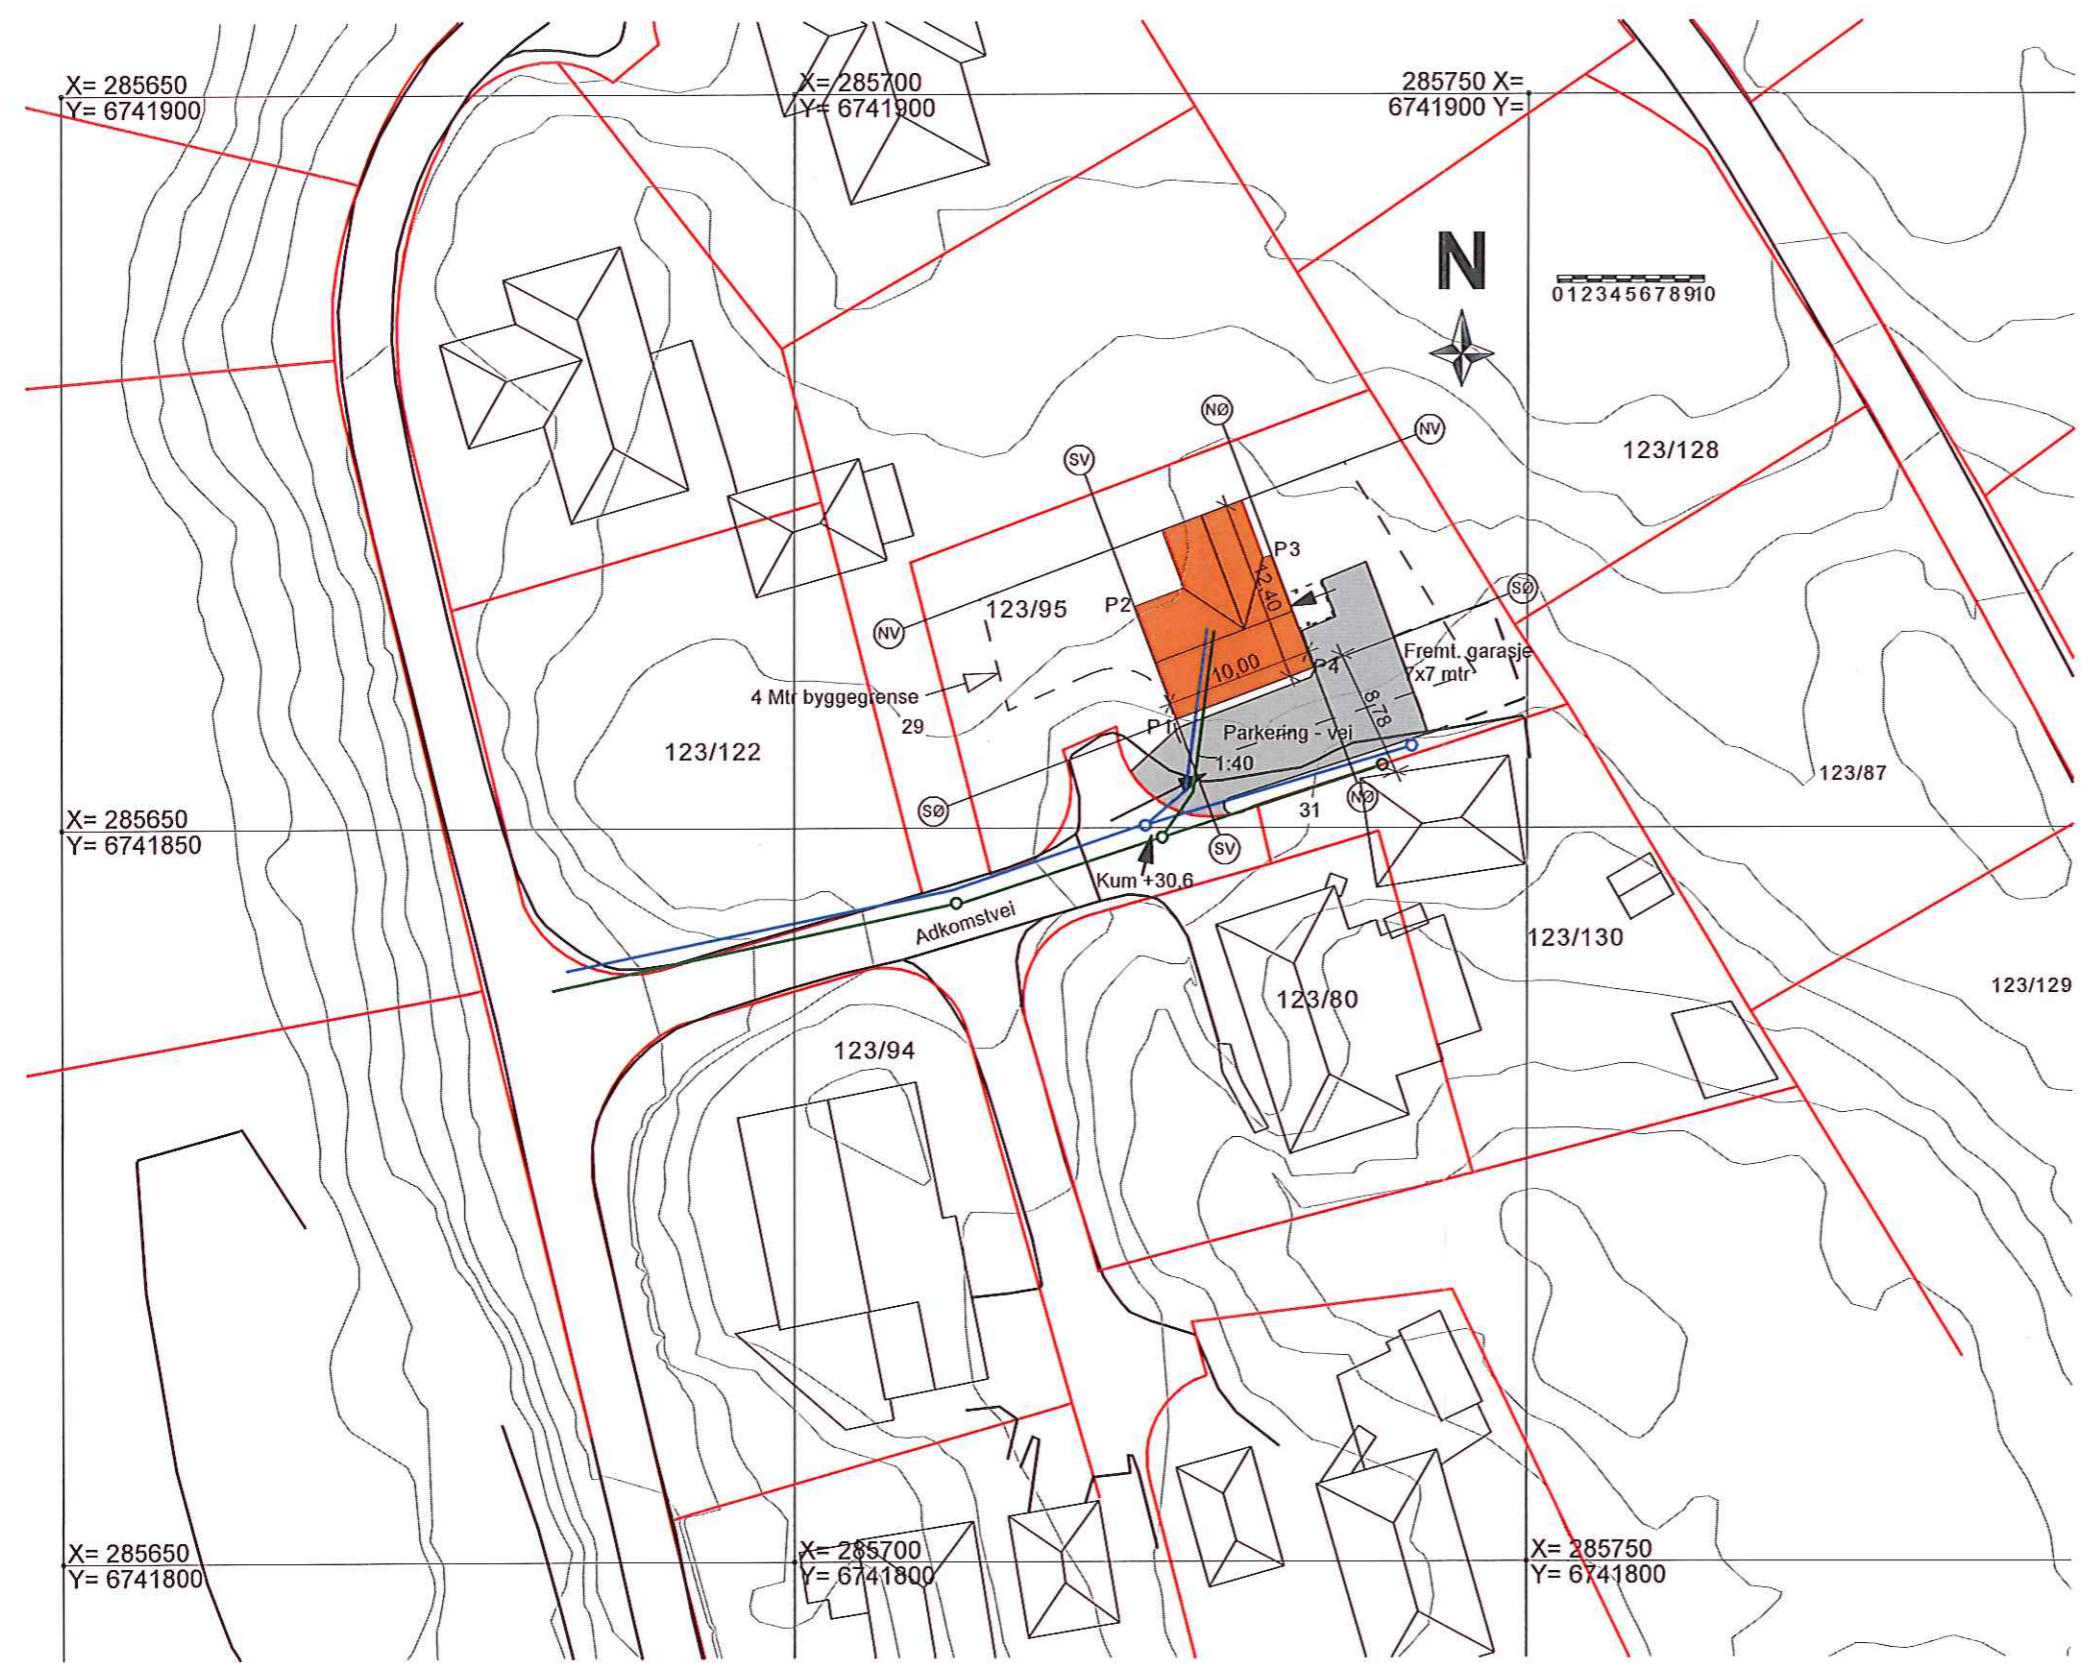 X= 285650
Y= 6741900
X= 285700
Y= 6741900
285750 X=
6741900 Y=
N
0 1 2 3 4 5 6 7 8 9 10
NØ
NV
SV
123/128
P3
12,40
SØ
123/95
P2
NV
Fremt. garasje
7x7 mtr
P4
10,00
4 Mtr byggegrense
29
8,78
P1
Parkering - vei
123/122
1:40
123/87
SØ
NØ
31
X= 285650
Y= 6741850
SV
Kum +30,6
Adkomstvei
123/130
123/129
123/80
123/94
X= 285650
Y= 6741800
X= 285700
Y= 6741800
X= 285750
Y= 6741800